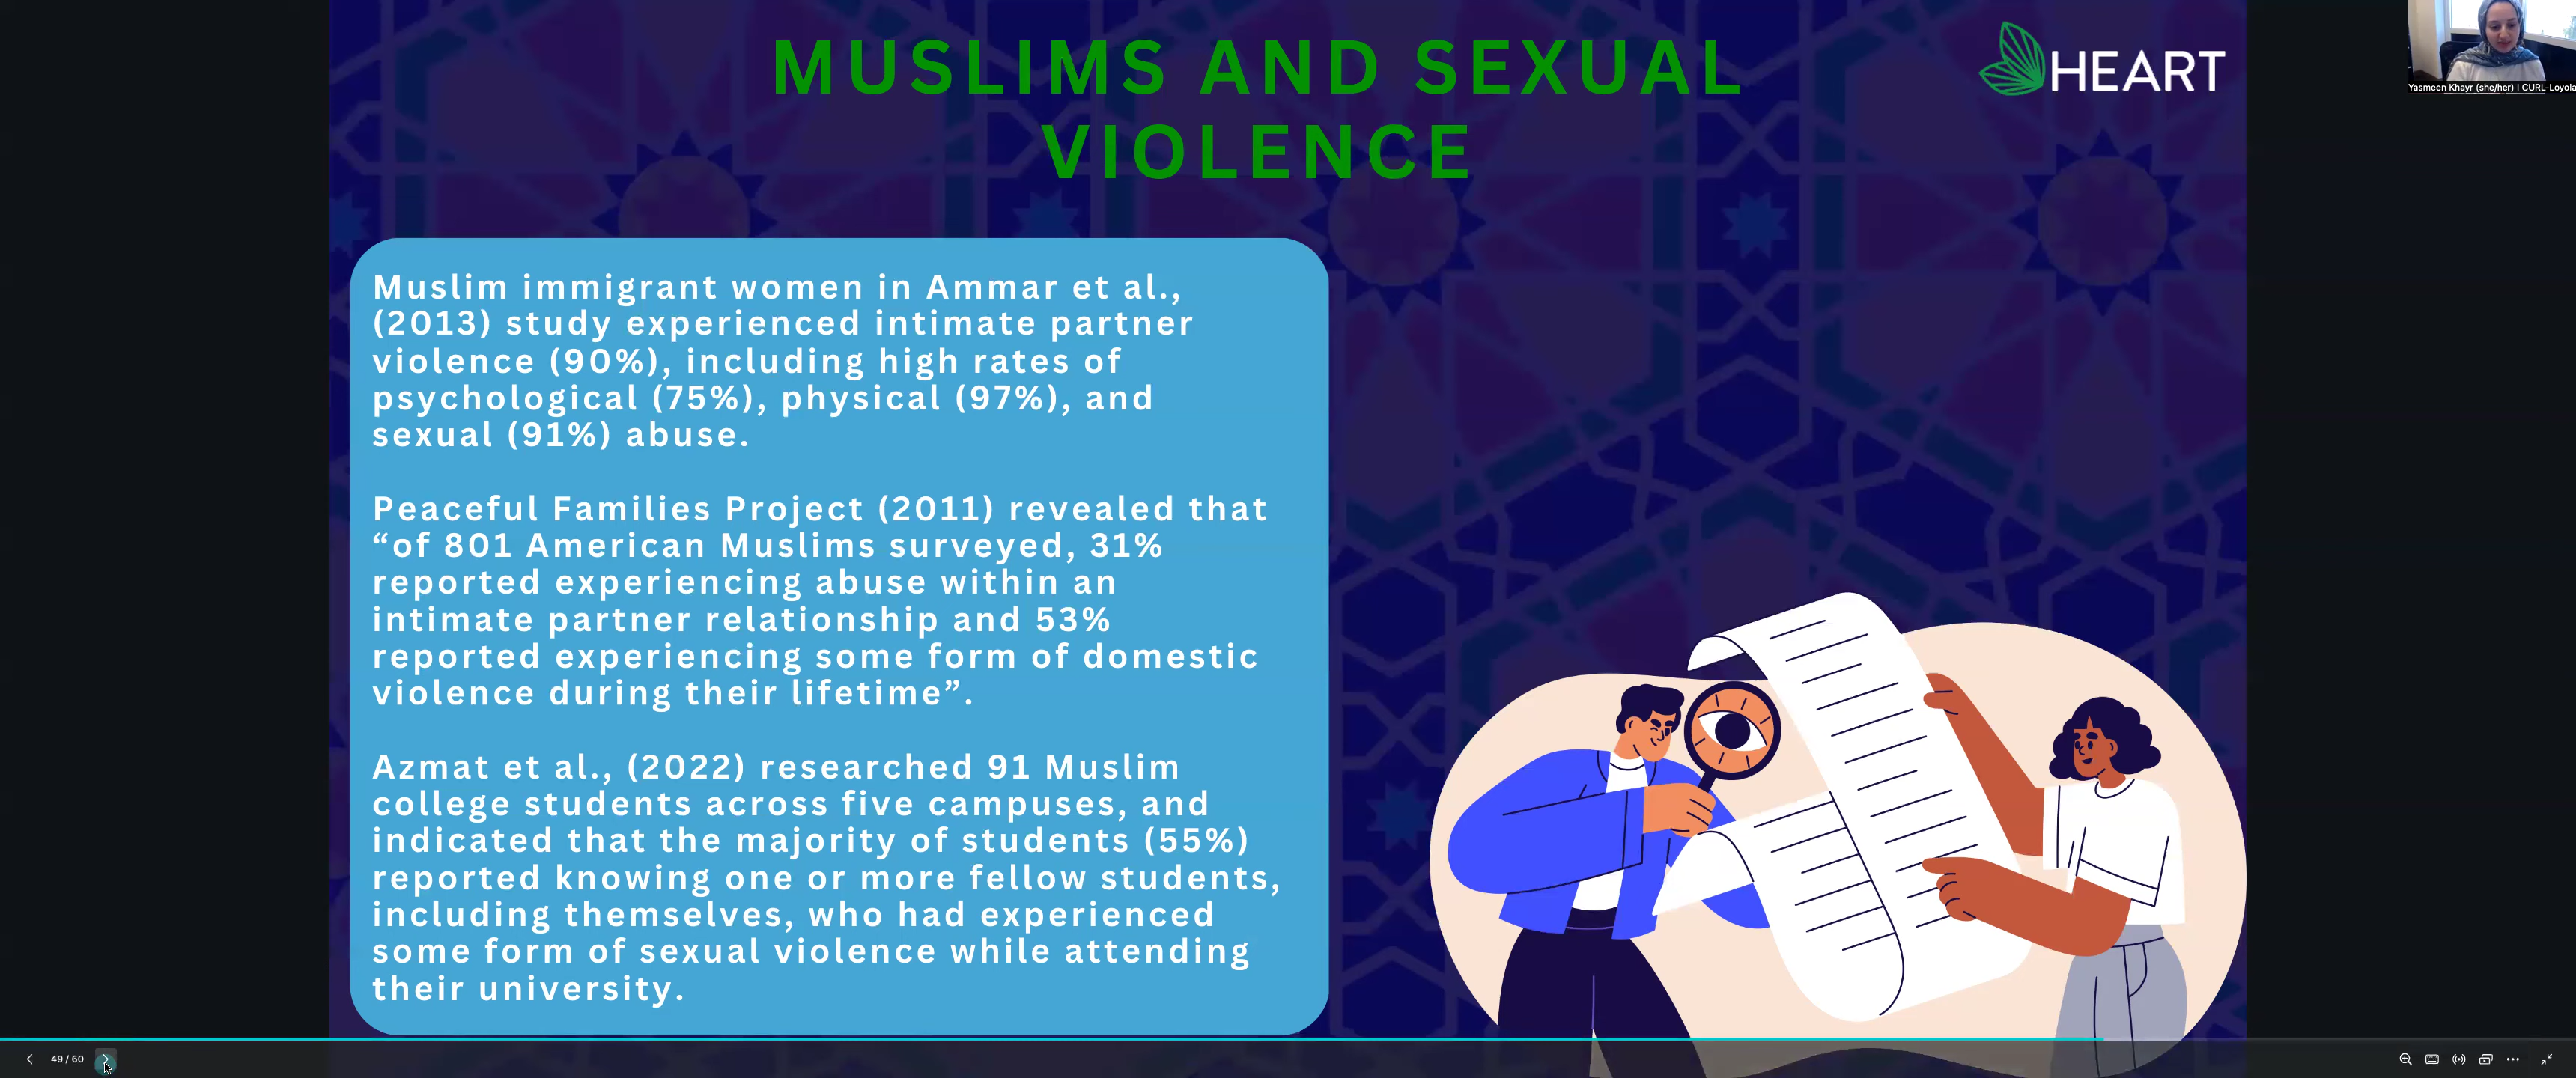 MUSLIMS AND SEXUAL
VIOLENCE
HEART
Yasmeen Khayr (she/her) I CURL-Loyola
Muslim immigrant women in Ammar et al.,
(2013) study experienced intimate partner
violence (90%), including high rates of
psychological (75%), physical (97%), and
sexual (91%) abuse.
Peaceful Families Project (2011) revealed that
“of 801 American Muslims surveyed, 31%
reported experiencing abuse within an
intimate partner relationship and 53%
reported experiencing some form of domestic
violence during their lifetime”.
Azmat et al., (2022) researched 91 Muslim
college students across five campuses, and
indicated that the majority of students (55%)
reported knowing one or more fellow students,
including themselves, who had experienced
some form of sexual violence while attending
their university.
49 / 60